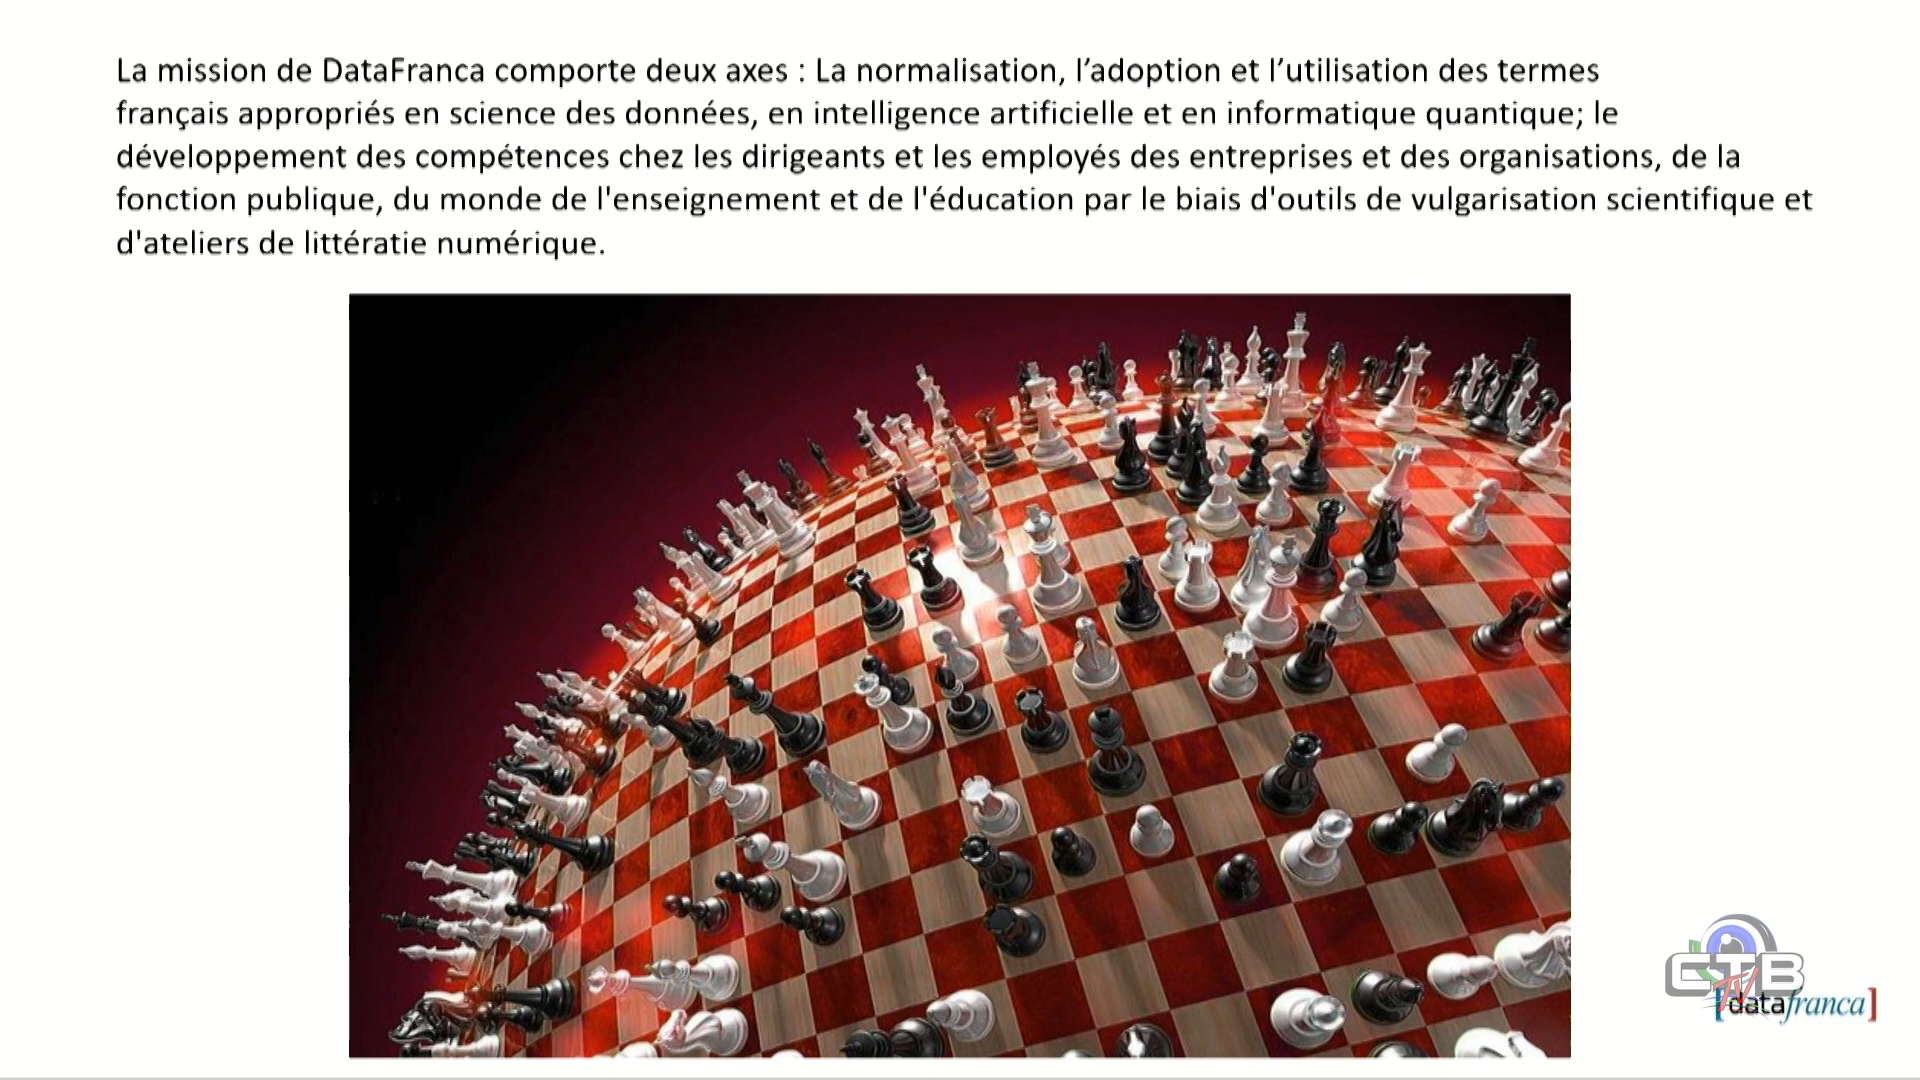 La mission de DataFranca comporte deux axes : La normalisation, l’adoption et l’utilisation des termes
français appropriés en science des données, en intelligence artificielle et en informatique quantique; le
développement des compétences chez les dirigeants et les employés des entreprises et des organisations, de la
fonction publique, du monde de l'enseignement et de l'éducation par le biais d'outils de vulgarisation scientifique et
d'ateliers de littératie numérique.
CTB
TV
[datafranca]